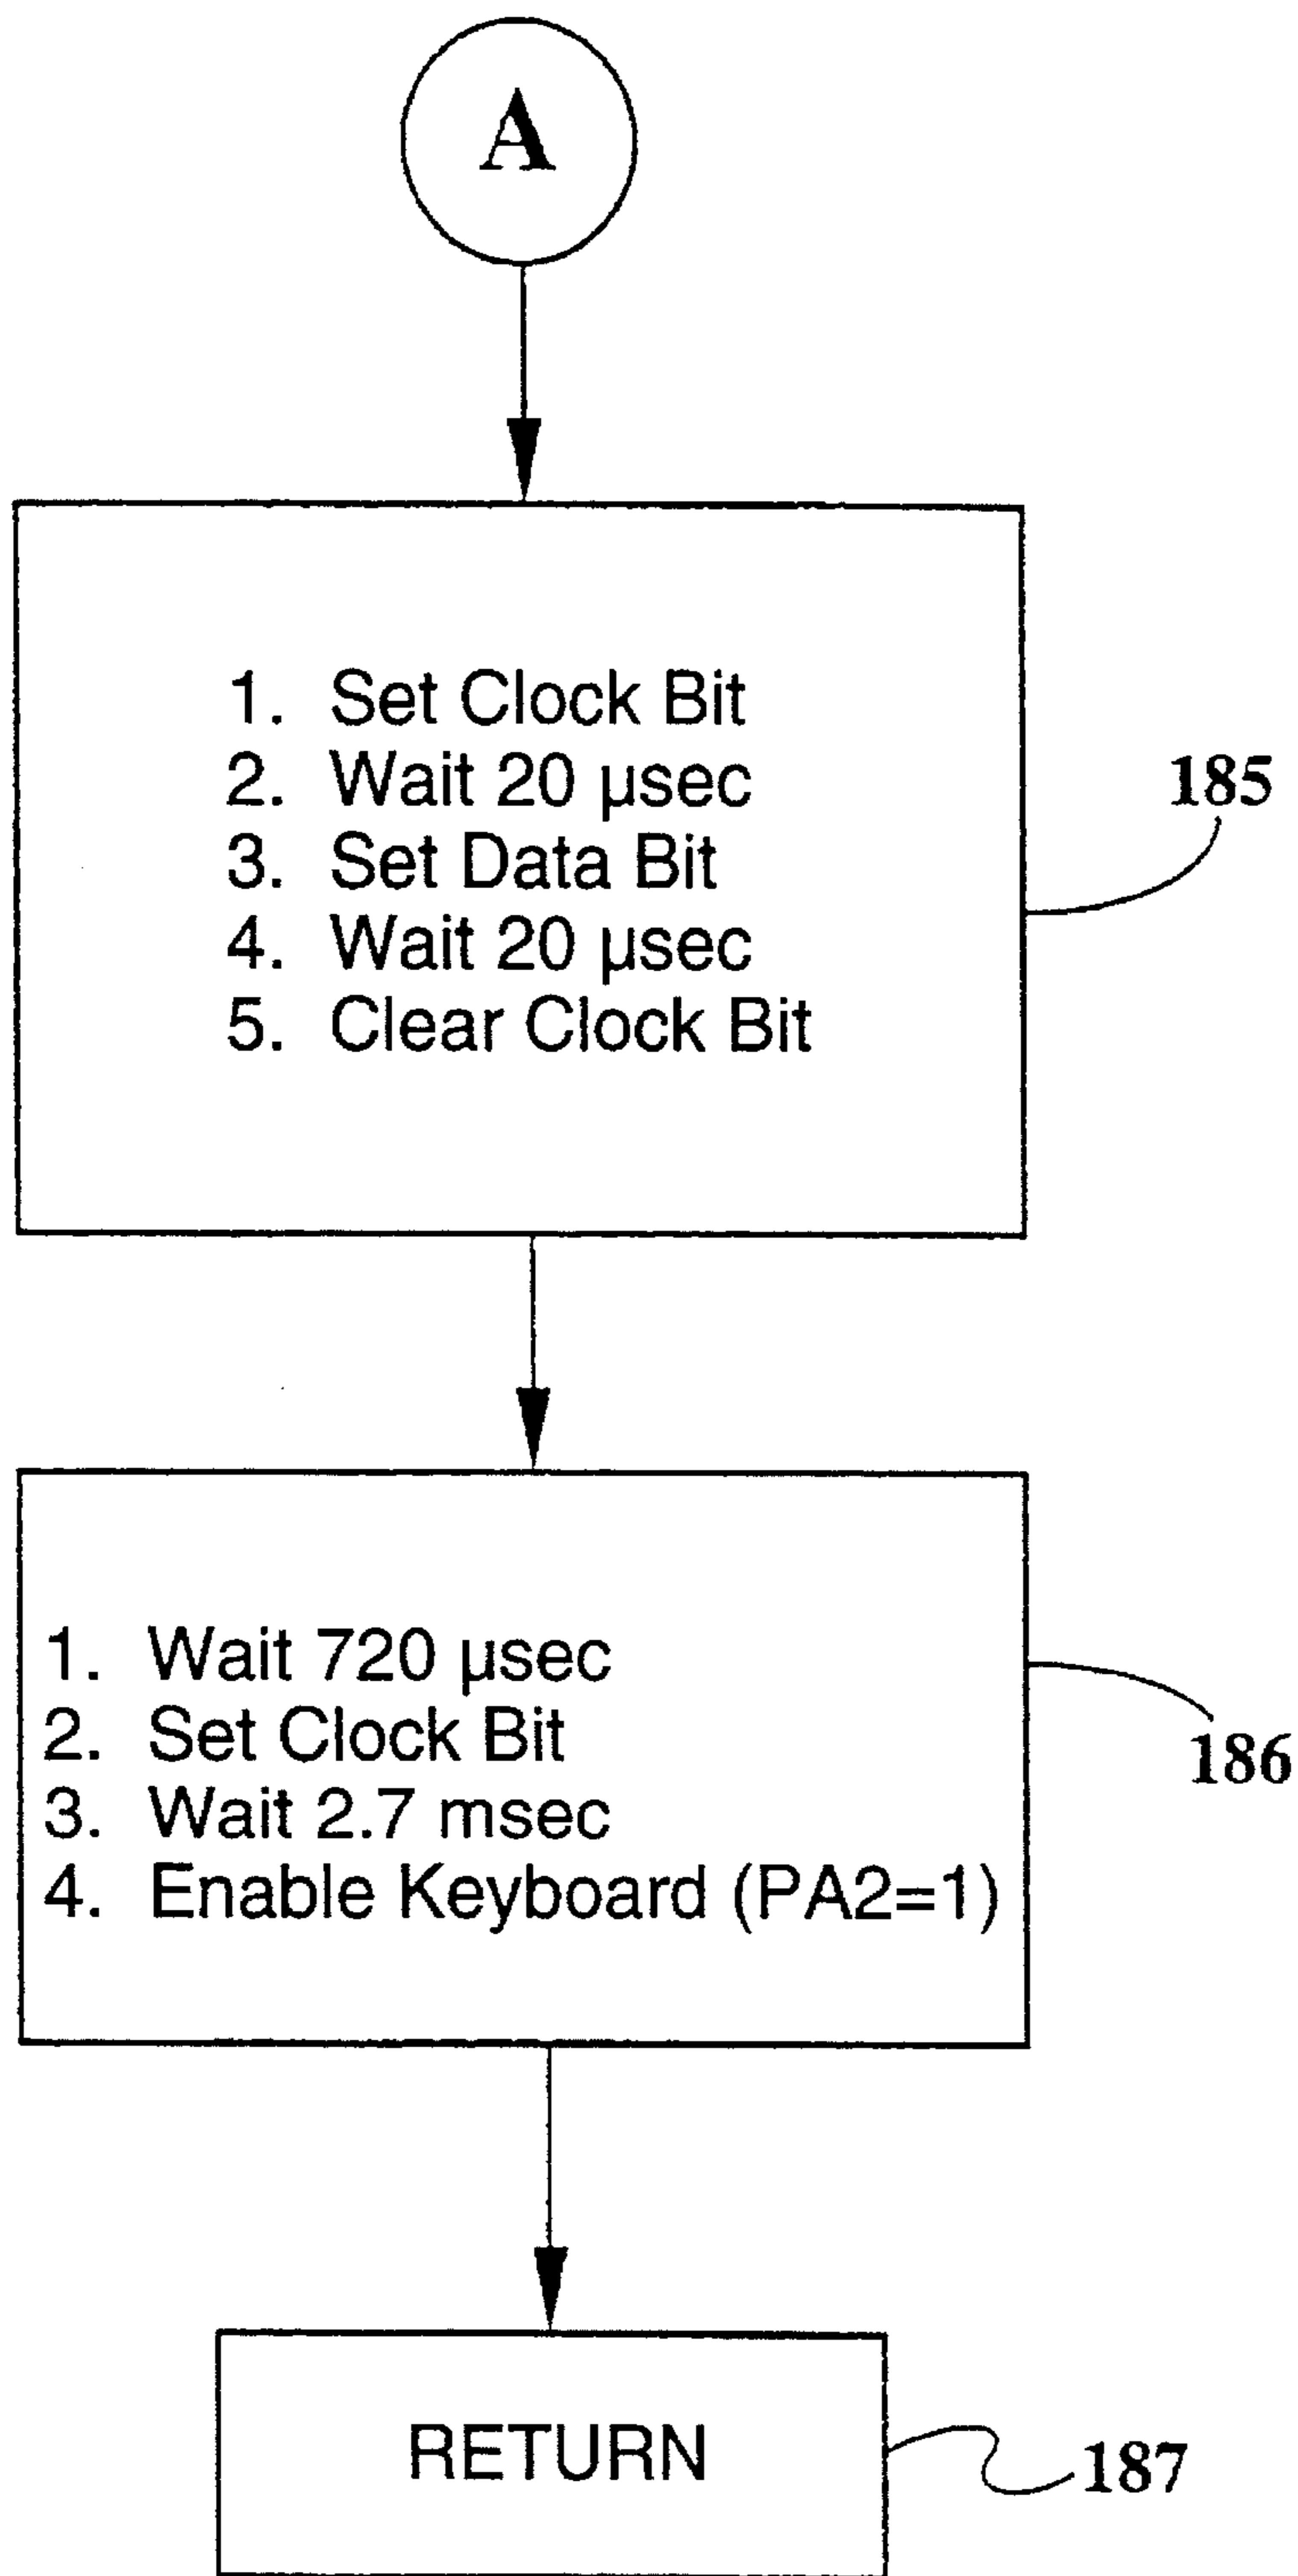 A
1. Set Clock Bit
2. Wait 20 µsec
3. Set Data Bit
4. Wait 20 µsec
5. Clear Clock Bit
185
1. Wait 720 µsec
2. Set Clock Bit
3. Wait 2.7 msec
4. Enable Keyboard (PA2=1)
186
RETURN
187